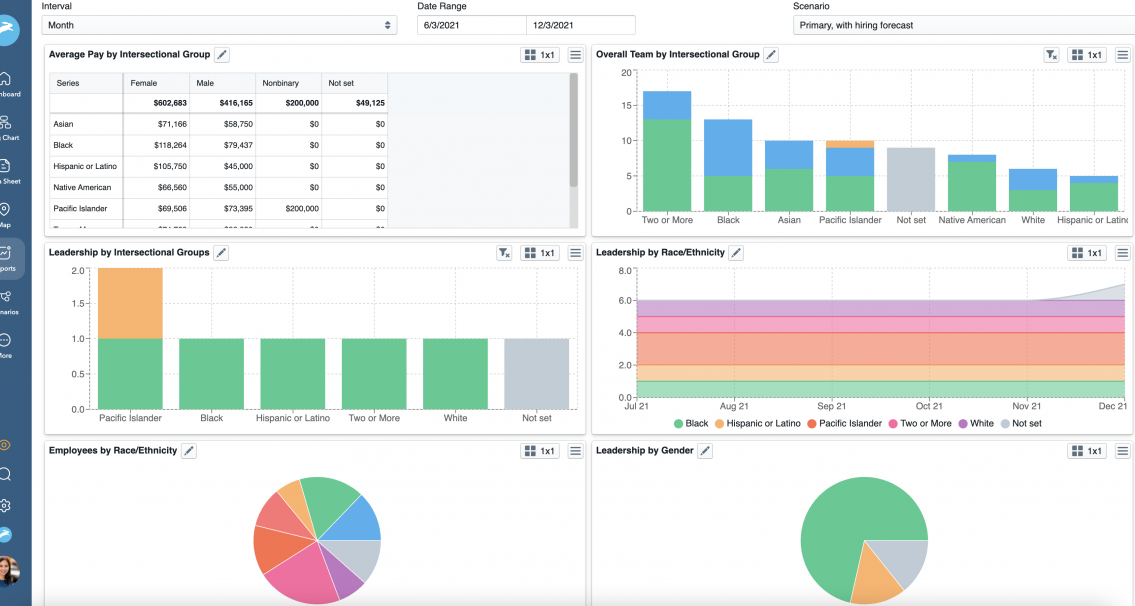 Interval
Date Range
Scenario
Month
6/3/2021
12/3/2021
Primary, with hiring forecast
Average Pay by Intersectional Group
1x1
Series Female Male Nonbinary Not set
$602,683 $416,165 $200,000 $49,125
Asian $71,166 $58,750 $0 $0
Black $118,264 $79,437 $0 $0
Hispanic or Latino $105,750 $45,000 $0 $0
Native American $66,560 $55,000 $0 $0
Pacific Islander $69,506 $73,395 $200,000 $0
Overall Team by Intersectional Group
1x1
20
15
10
5
0
Two or More Black Asian Pacific Islander Not set Native American White Hispanic or Latino
Leadership by Intersectional Groups
1x1
2.0
1.5
1.0
0.5
0.0
Pacific Islander Black Hispanic or Latino Two or More White Not set
Leadership by Race/Ethnicity
1x1
8.0
6.0
4.0
2.0
0.0
Jul 21 Aug 21 Sep 21 Oct 21 Nov 21 Dec 21
Black Hispanic or Latino Pacific Islander Two or More White Not set
Employees by Race/Ethnicity
1x1
Leadership by Gender
1x1
nboard
Chart
Sheet
Map
ports
narios
More